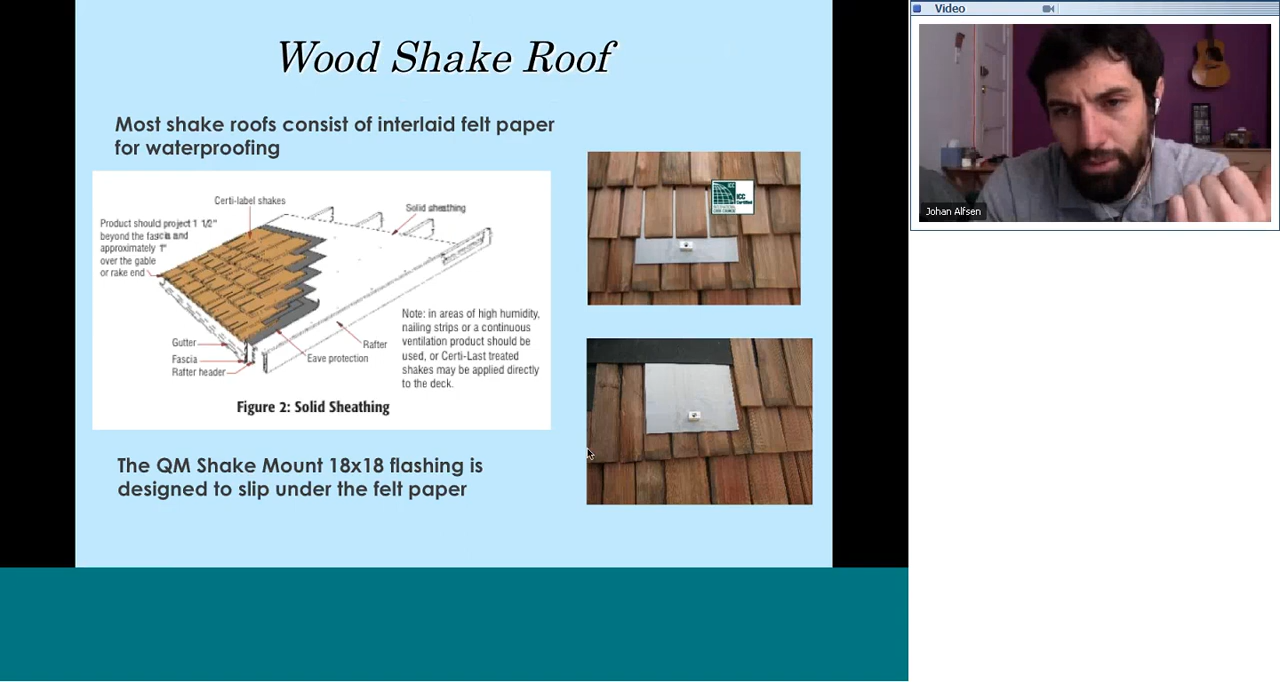 Wood Shake Roof
Most shake roofs consist of interlaid felt paper
for waterproofing
Certi-label shakes
Solid sheathing
Product should project 1 1/2"
beyond the fascia and
approximately 1"
over the gable
or rake end
Gutter
Fascia
Rafter header
Eave protection
Rafter
Note: in areas of high humidity,
nailing strips or a continuous
ventilation product should be
used, or Certi-Last treated
shakes may be applied directly
to the deck.
Figure 2: Solid Sheathing
The QM Shake Mount 18x18 flashing is
designed to slip under the felt paper
ICC
ICC
Certified
Video
Johan Alfsen